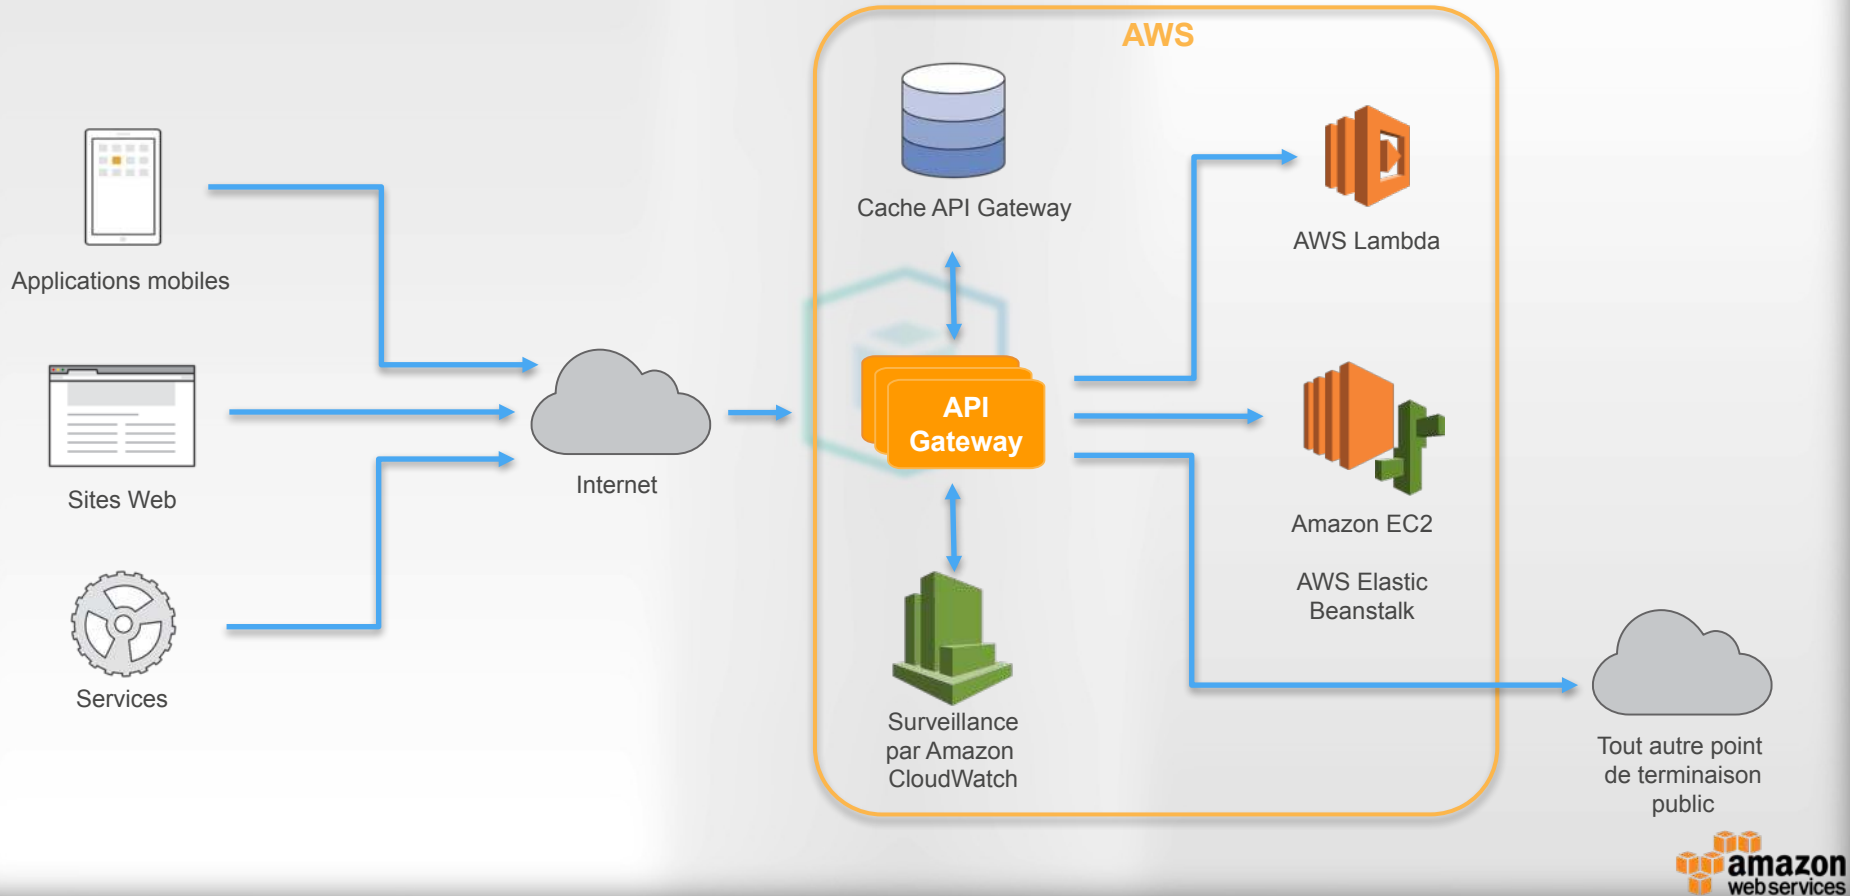 AWS
Cache API Gateway
AWS Lambda
Applications mobiles
API
Gateway
Internet
Sites Web
Amazon EC2
AWS Elastic
Beanstalk
Services
Surveillance
par Amazon
CloudWatch
Tout autre point
de terminaison
public
amazon
webservices